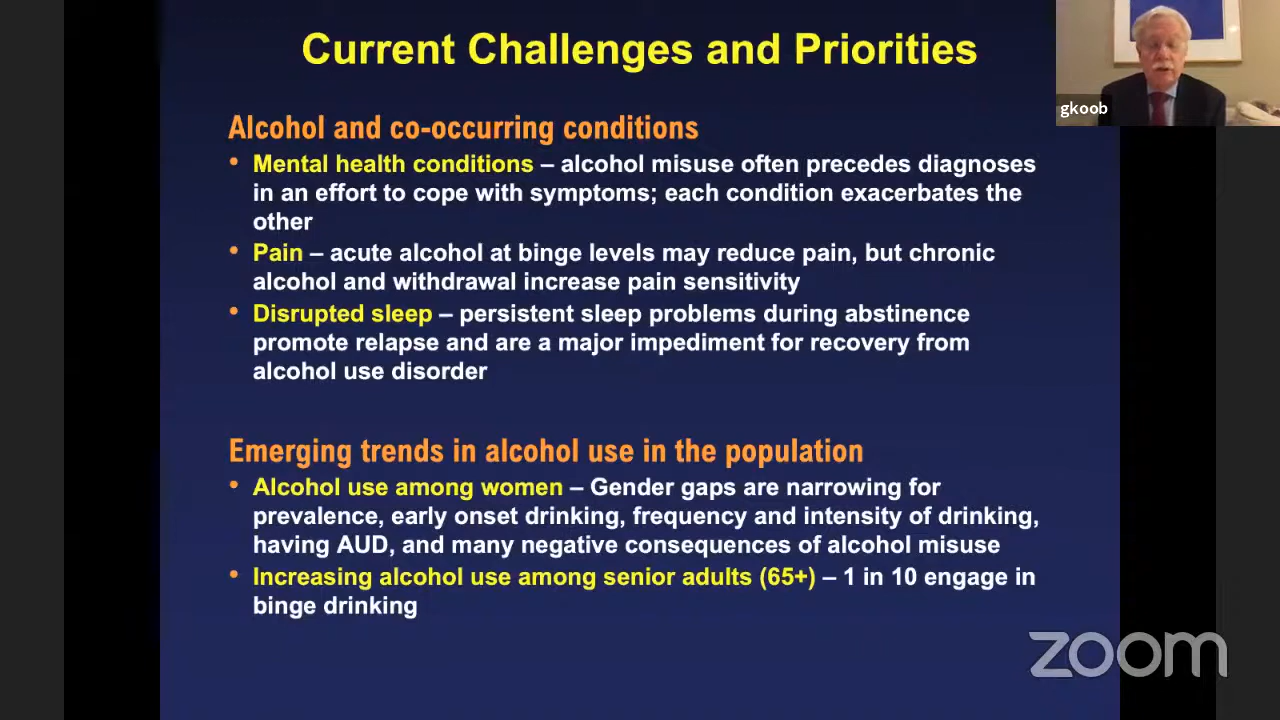 Current Challenges and Priorities
gkoob
Alcohol and co-occurring conditions
• Mental health conditions – alcohol misuse often precedes diagnoses
in an effort to cope with symptoms; each condition exacerbates the
other
• Pain – acute alcohol at binge levels may reduce pain, but chronic
alcohol and withdrawal increase pain sensitivity
• Disrupted sleep – persistent sleep problems during abstinence
promote relapse and are a major impediment for recovery from
alcohol use disorder
Emerging trends in alcohol use in the population
• Alcohol use among women – Gender gaps are narrowing for
prevalence, early onset drinking, frequency and intensity of drinking,
having AUD, and many negative consequences of alcohol misuse
• Increasing alcohol use among senior adults (65+) – 1 in 10 engage in
binge drinking
zoom